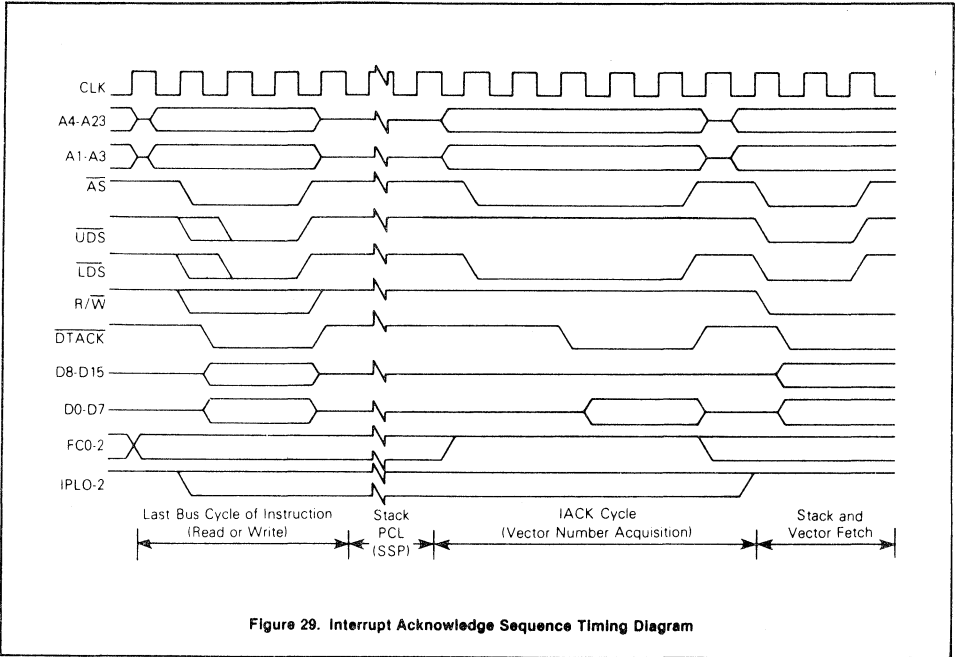 CLK
A4-A23
A1-A3
AS
UDS
LDS
R/W
DTACK
D8-D15
D0-D7
FC0-2
IPL0-2
Last Bus Cycle of Instruction
(Read or Write)
Stack
PCL
(SSP)
IACK Cycle
(Vector Number Acquisition)
Stack and
Vector Fetch
Figure 29. Interrupt Acknowledge Sequence Timing Diagram